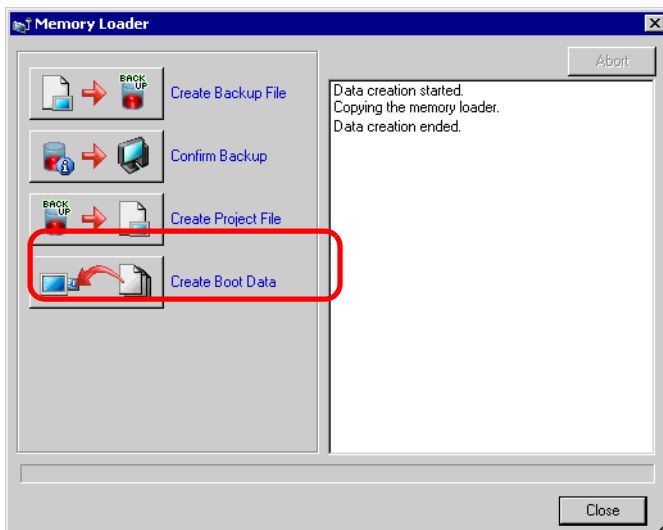 Memory Loader
Abort
BACK
UP
Create Backup File
Confirm Backup
BACK
UP
Create Project File
Create Boot Data
Data creation started.
Copying the memory loader.
Data creation ended.
Close